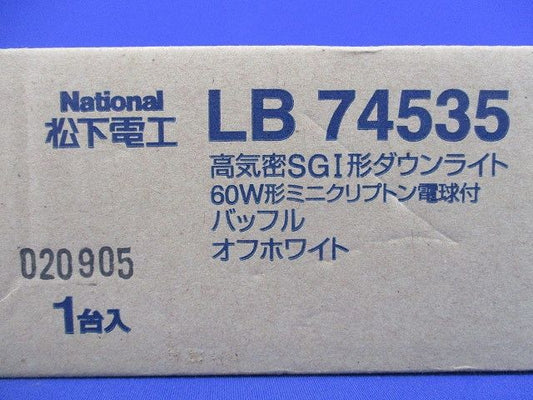 National
松下電工
LB 74535
高気密SGI形ダウンライト
60W形ミニクリプトン電球付
バッフル
オフホワイト
020905
1台入